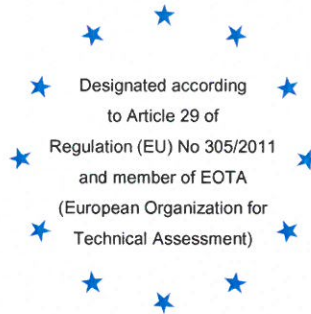 Designated according
to Article 29 of
Regulation (EU) No 305/2011
and member of EOTA
(European Organization for
Technical Assessment)